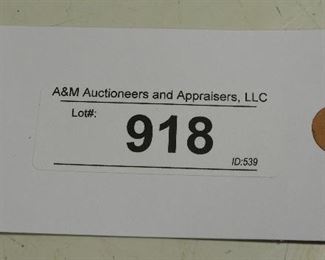 A&M Auctioneers and Appraisers, LLC
Lot#:
918
ID:539